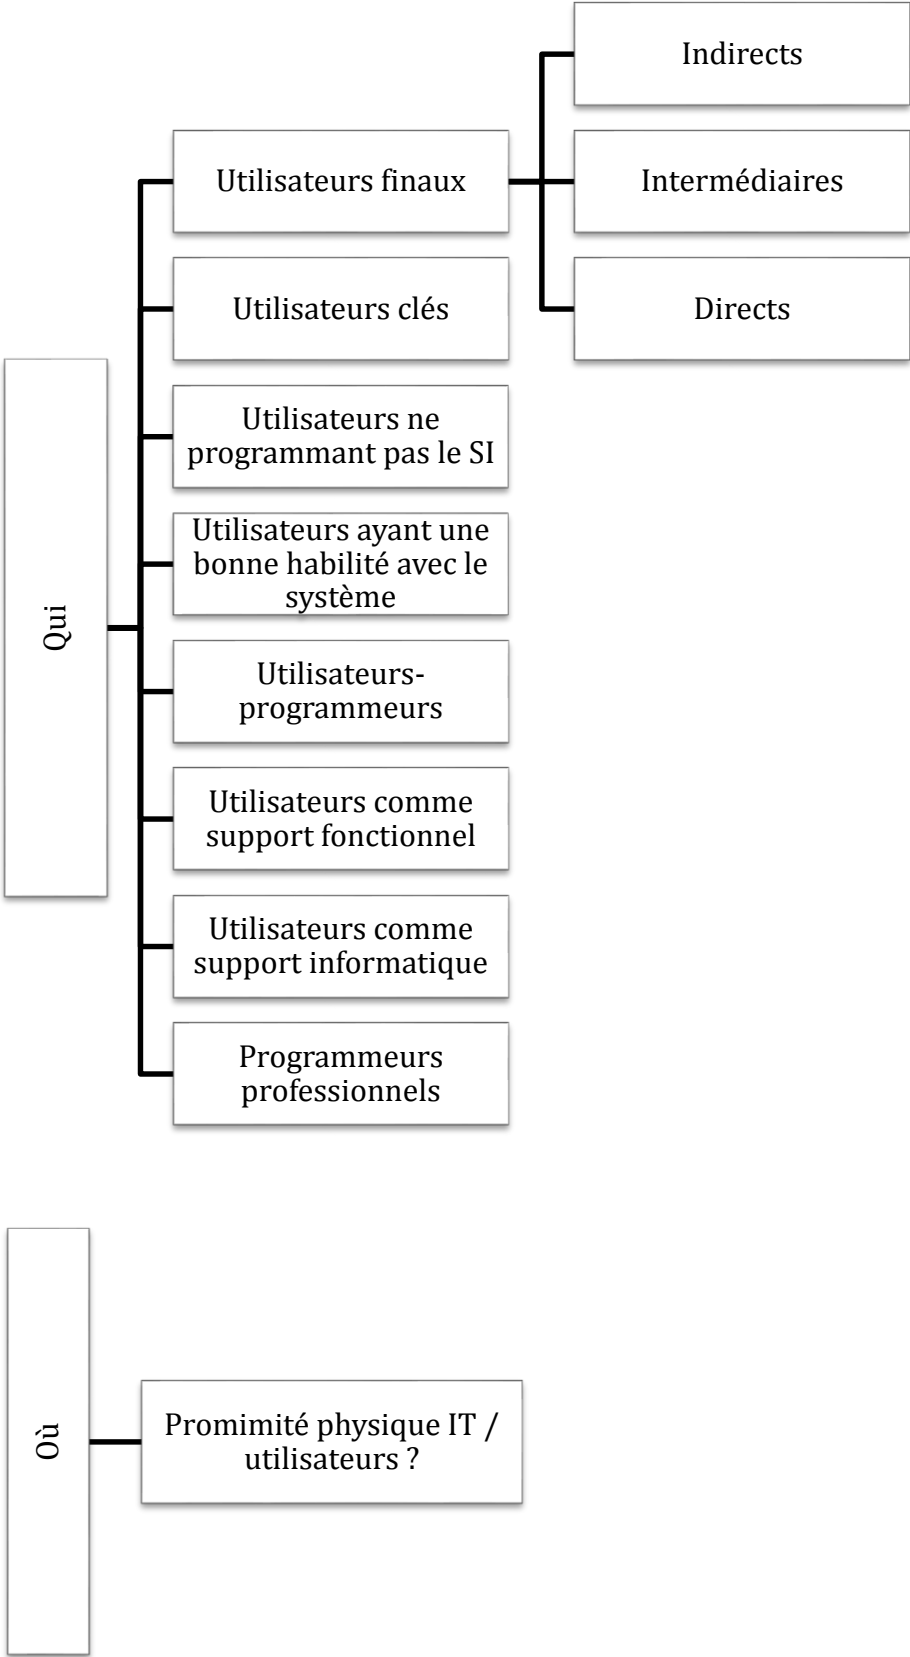 Qui
Utilisateurs finaux
Indirects
Intermédiaires
Directs
Utilisateurs clés
Utilisateurs ne
programmant pas le SI
Utilisateurs ayant une
bonne habilité avec le
système
Utilisateurs-
programmeurs
Utilisateurs comme
support fonctionnel
Utilisateurs comme
support informatique
Programmeurs
professionnels
Où
Promimité physique IT /
utilisateurs ?